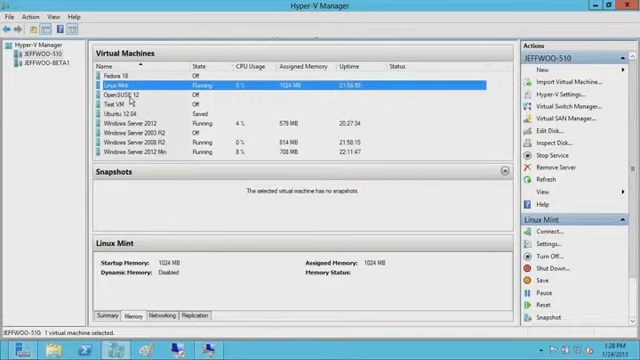 Hyper-V Manager
File Action View Help
Hyper-V Manager
JEFFWOO-510
JEFFWOO-BETA1
Virtual Machines
Name State CPU Usage Assigned Memory Uptime Status
Fedora 18 Off
Linux Mint Running 0 % 1024 MB 21:56:59
OpenSUSE 12 Off
Test VM Off
Ubuntu 12.04 Saved
Windows Server 2012 Running 4 % 579 MB 20:27:34
Windows Server 2003 R2 Off
Windows Server 2008 R2 Running 0 % 814 MB 21:58:15
Windows Server 2012 Min Running 8 % 708 MB 22:11:47
Snapshots
The selected virtual machine has no snapshots.
Linux Mint
Startup Memory: 1024 MB Assigned Memory: 1024 MB
Dynamic Memory: Disabled Memory Status:
Summary Memory Networking Replication
Actions
JEFFWOO-510
New
Import Virtual Machine...
Hyper-V Settings...
Virtual Switch Manager...
Virtual SAN Manager...
Edit Disk...
Inspect Disk...
Stop Service
Remove Server
Refresh
View
Help
Linux Mint
Connect...
Settings...
Turn Off...
Shut Down...
Save
Pause
Reset
Snapshot
JEFFWOO-510: 1 virtual machine selected.
1:28 PM
1/24/2013